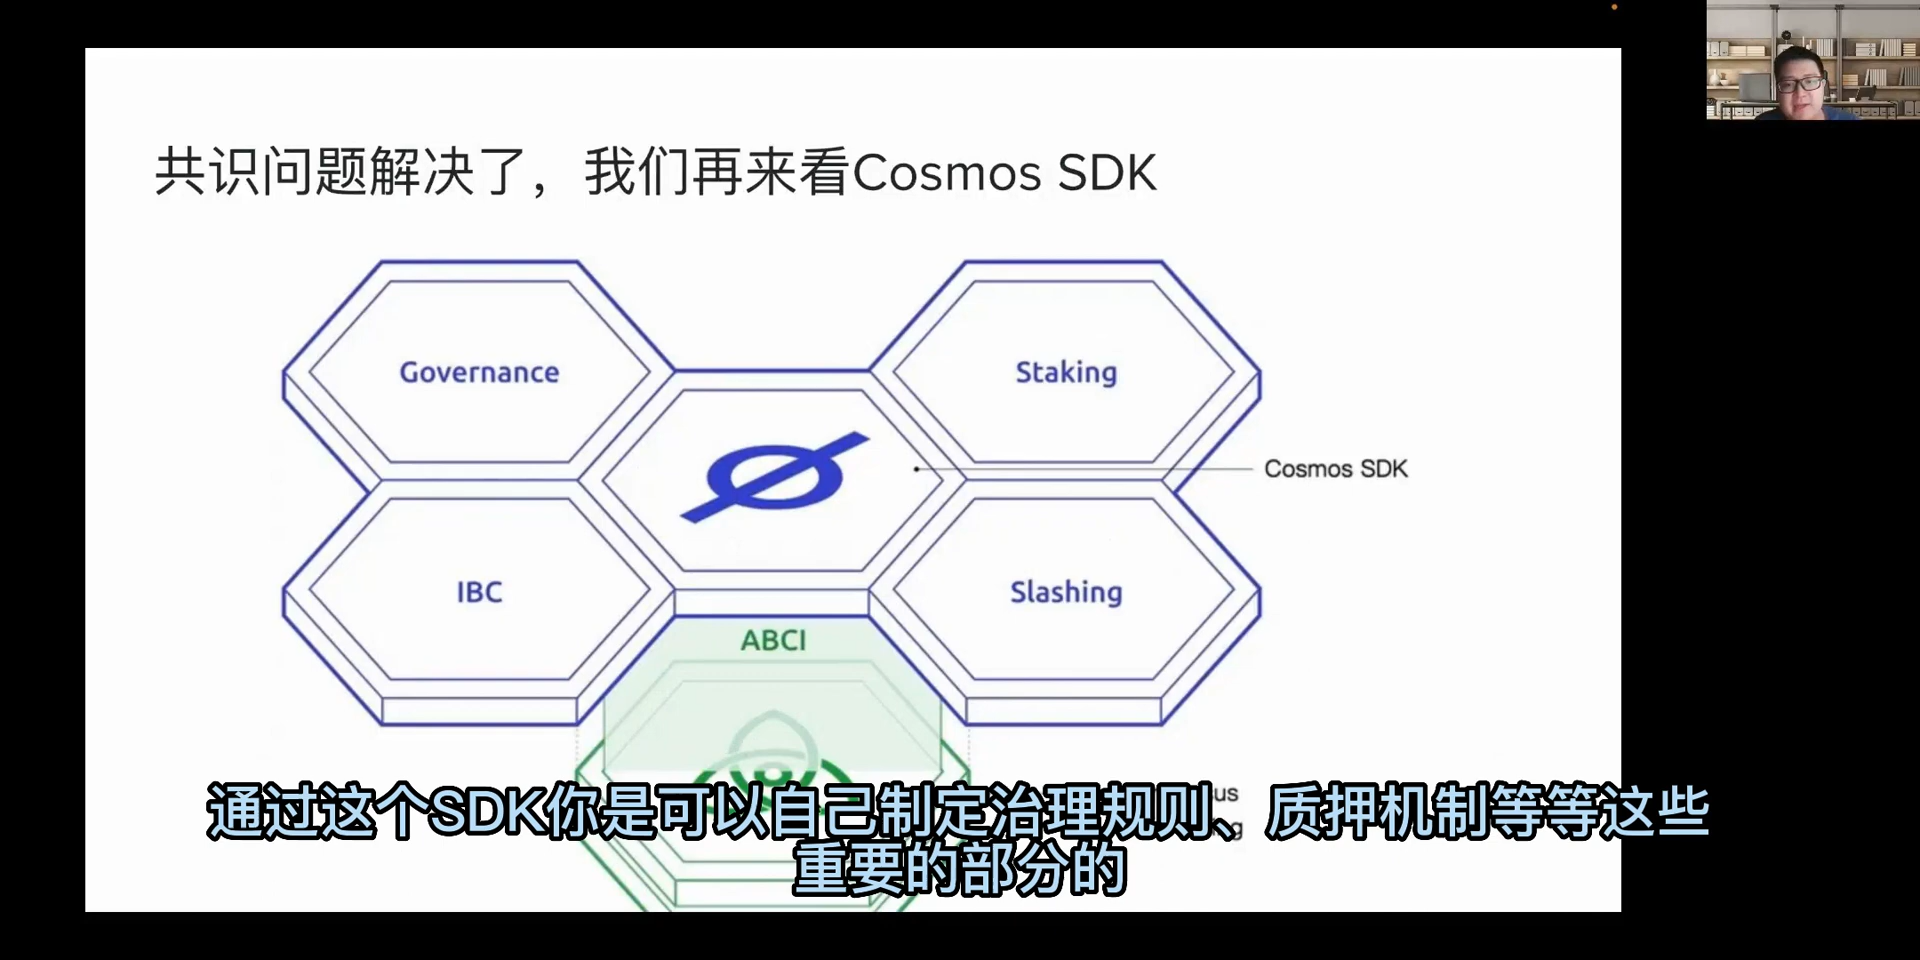 共识问题解决了，我们再来看Cosmos SDK
Governance
Staking
Cosmos SDK
IBC
Slashing
ABCI
通过这个SDK你是可以自己制定治理规则、质押机制等等这些
重要的部分的